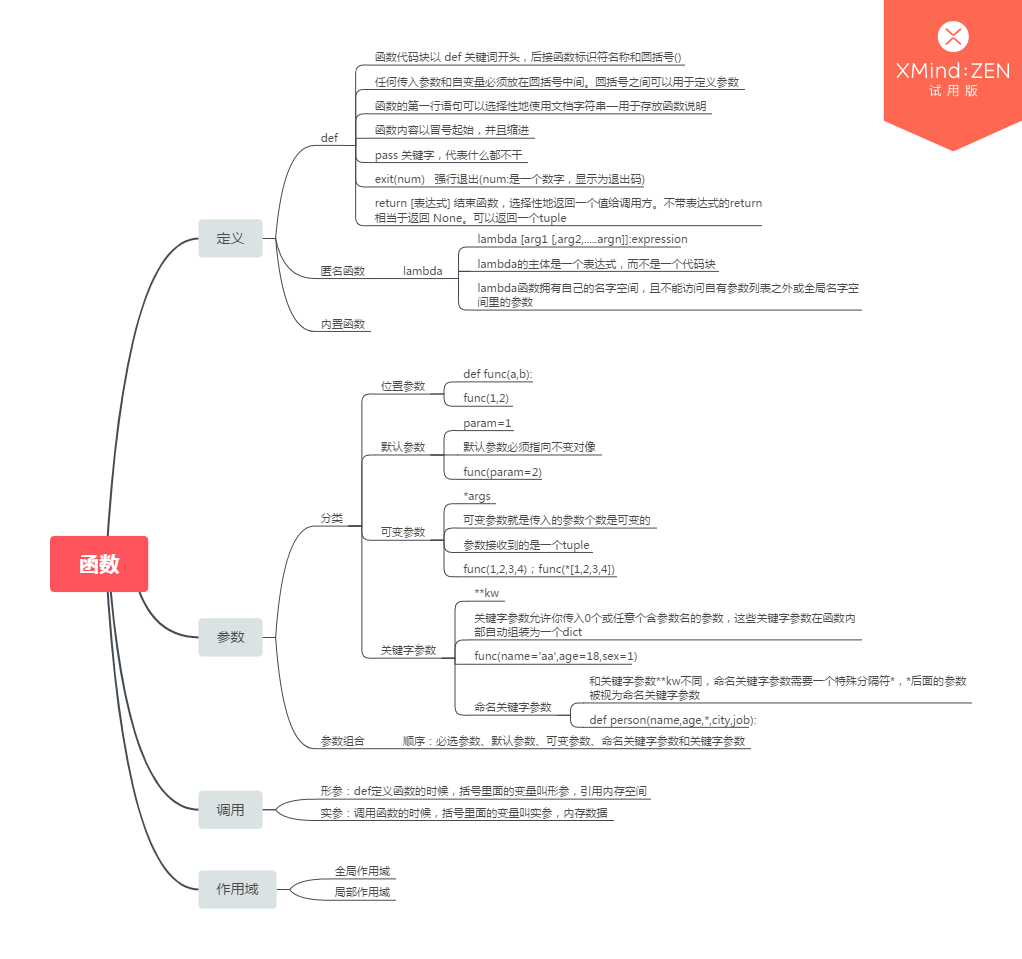 XMind:ZEN
试用版
函数
定义
def
函数代码块以 def 关键词开头，后接函数标识符名称和圆括号()
任何传入参数和自变量必须放在圆括号中间。圆括号之间可以用于定义参数
函数的第一行语句可以选择性地使用文档字符串—用于存放函数说明
函数内容以冒号起始，并且缩进
pass 关键字，代表什么都不干
exit(num) 强行退出(num:是一个数字，显示为退出码)
return [表达式] 结束函数，选择性地返回一个值给调用方。不带表达式的return
相当于返回 None。可以返回一个tuple
匿名函数
lambda
lambda [arg1 [,arg2,.....argn]]:expression
lambda的主体是一个表达式，而不是一个代码块
lambda函数拥有自己的名字空间，且不能访问自有参数列表之外或全局名字空
间里的参数
内置函数
参数
分类
位置参数
def func(a,b):
func(1,2)
默认参数
param=1
默认参数必须指向不变对像
func(param=2)
可变参数
*args
可变参数就是传入的参数个数是可变的
参数接收到的是一个tuple
func(1,2,3,4)；func(*[1,2,3,4])
关键字参数
**kw
关键字参数允许你传入0个或任意个含参数名的参数，这些关键字参数在函数内
部自动组装为一个dict
func(name='aa',age=18,sex=1)
命名关键字参数
和关键字参数**kw不同，命名关键字参数需要一个特殊分隔符*，*后面的参数
被视为命名关键字参数
def person(name,age,*,city,job):
参数组合
顺序：必选参数、默认参数、可变参数、命名关键字参数和关键字参数
调用
形参：def定义函数的时候，括号里面的变量叫形参，引用内存空间
实参：调用函数的时候，括号里面的变量叫实参，内存数据
作用域
全局作用域
局部作用域